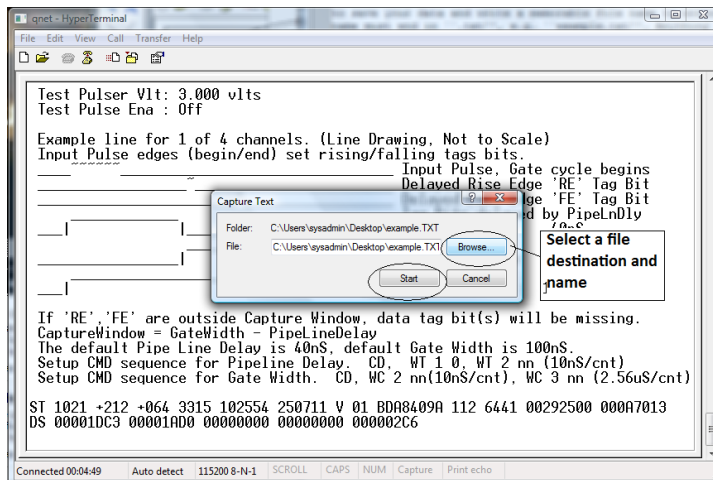 qnet - HyperTerminal
File Edit View Call Transfer Help
Test Pulser Vlt: 3.000 vlts
Test Pulse Ena : Off
Example line for 1 of 4 channels. (Line Drawing, Not to Scale)
Input Pulse edges (begin/end) set rising/falling tags bits.
Input Pulse, Gate cycle begins
Delayed Rise Edge 'RE' Tag Bit
dge 'FE' Tag Bit
d by PipeLnDly
Capture Text
Folder: C:\Users\sysadmin\Desktop\example.TXT
File: C:\Users\sysadmin\Desktop\example.TXT
Browse...
Start
Cancel
Select a file
destination and
name
If 'RE','FE' are outside Capture Window, data tag bit(s) will be missing.
CaptureWindow = GateWidth - PipeLineDelay
The default Pipe Line Delay is 40nS, default Gate Width is 100nS.
Setup CMD sequence for Pipeline Delay. CD, WT 1 0, WT 2 nn (10nS/cnt)
Setup CMD sequence for Gate Width. CD, WC 2 nn(10nS/cnt), WC 3 nn (2.56uS/cnt)
ST 1021 +212 +064 3315 102554 250711 V 01 BDA8409A 112 6441 00292500 000A7013
DS 00001DC3 00001AD0 00000000 00000000 000002C6
Connected 00:04:49 Auto detect 115200 8-N-1 SCROLL CAPS NUM Capture Print echo